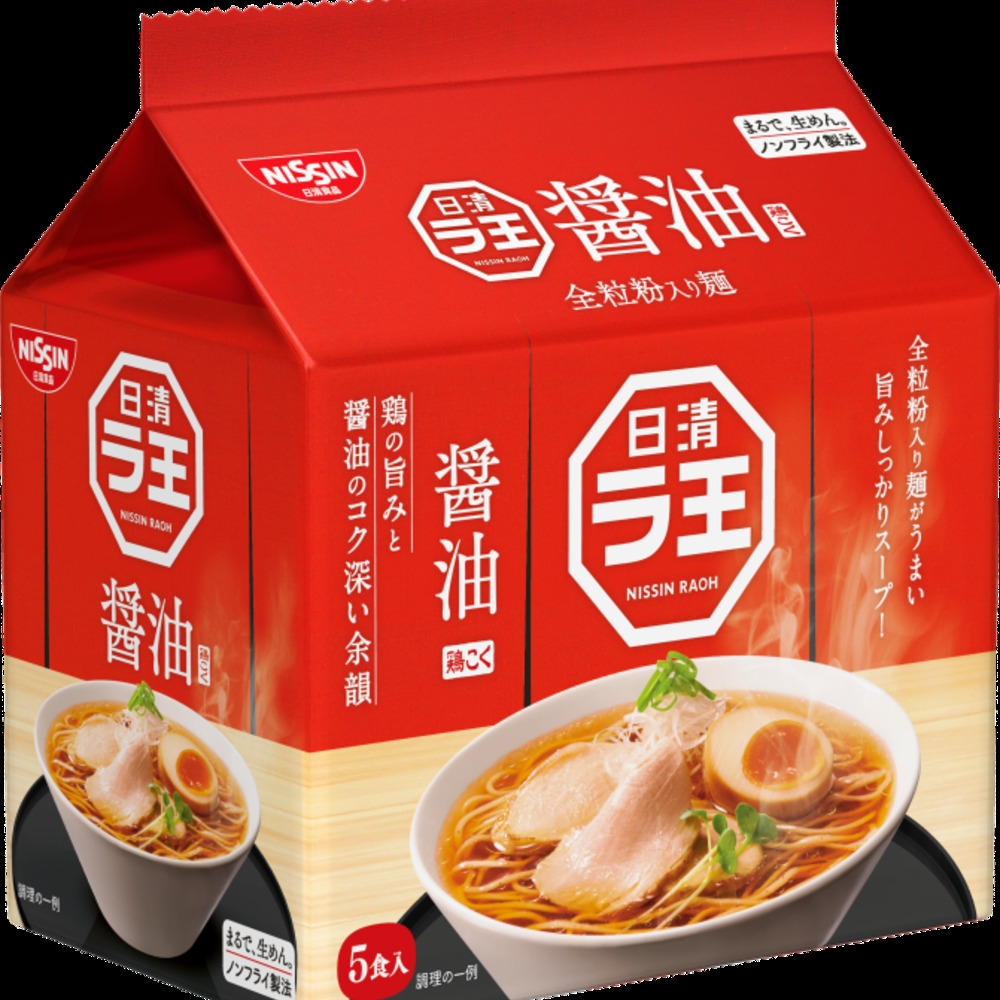 まるで、生めん。
ノンフライ製法
NISSIN
日清食品
日清
ラ王
NISSIN RAOH
醤油
鶏こく
全粒粉入り麺
NISSIN
日清食品
日清
ラ王
NISSIN RAOH
醤油
鶏こく
調理の一例
まるで、生めん。
ノンフライ製法
全粒粉入り麺がうまい
旨みしっかりスープ!
日清
ラ王
NISSIN RAOH
醤油
鶏こく
鶏の旨みと
醤油のコク深い余韻
5食入
調理の一例